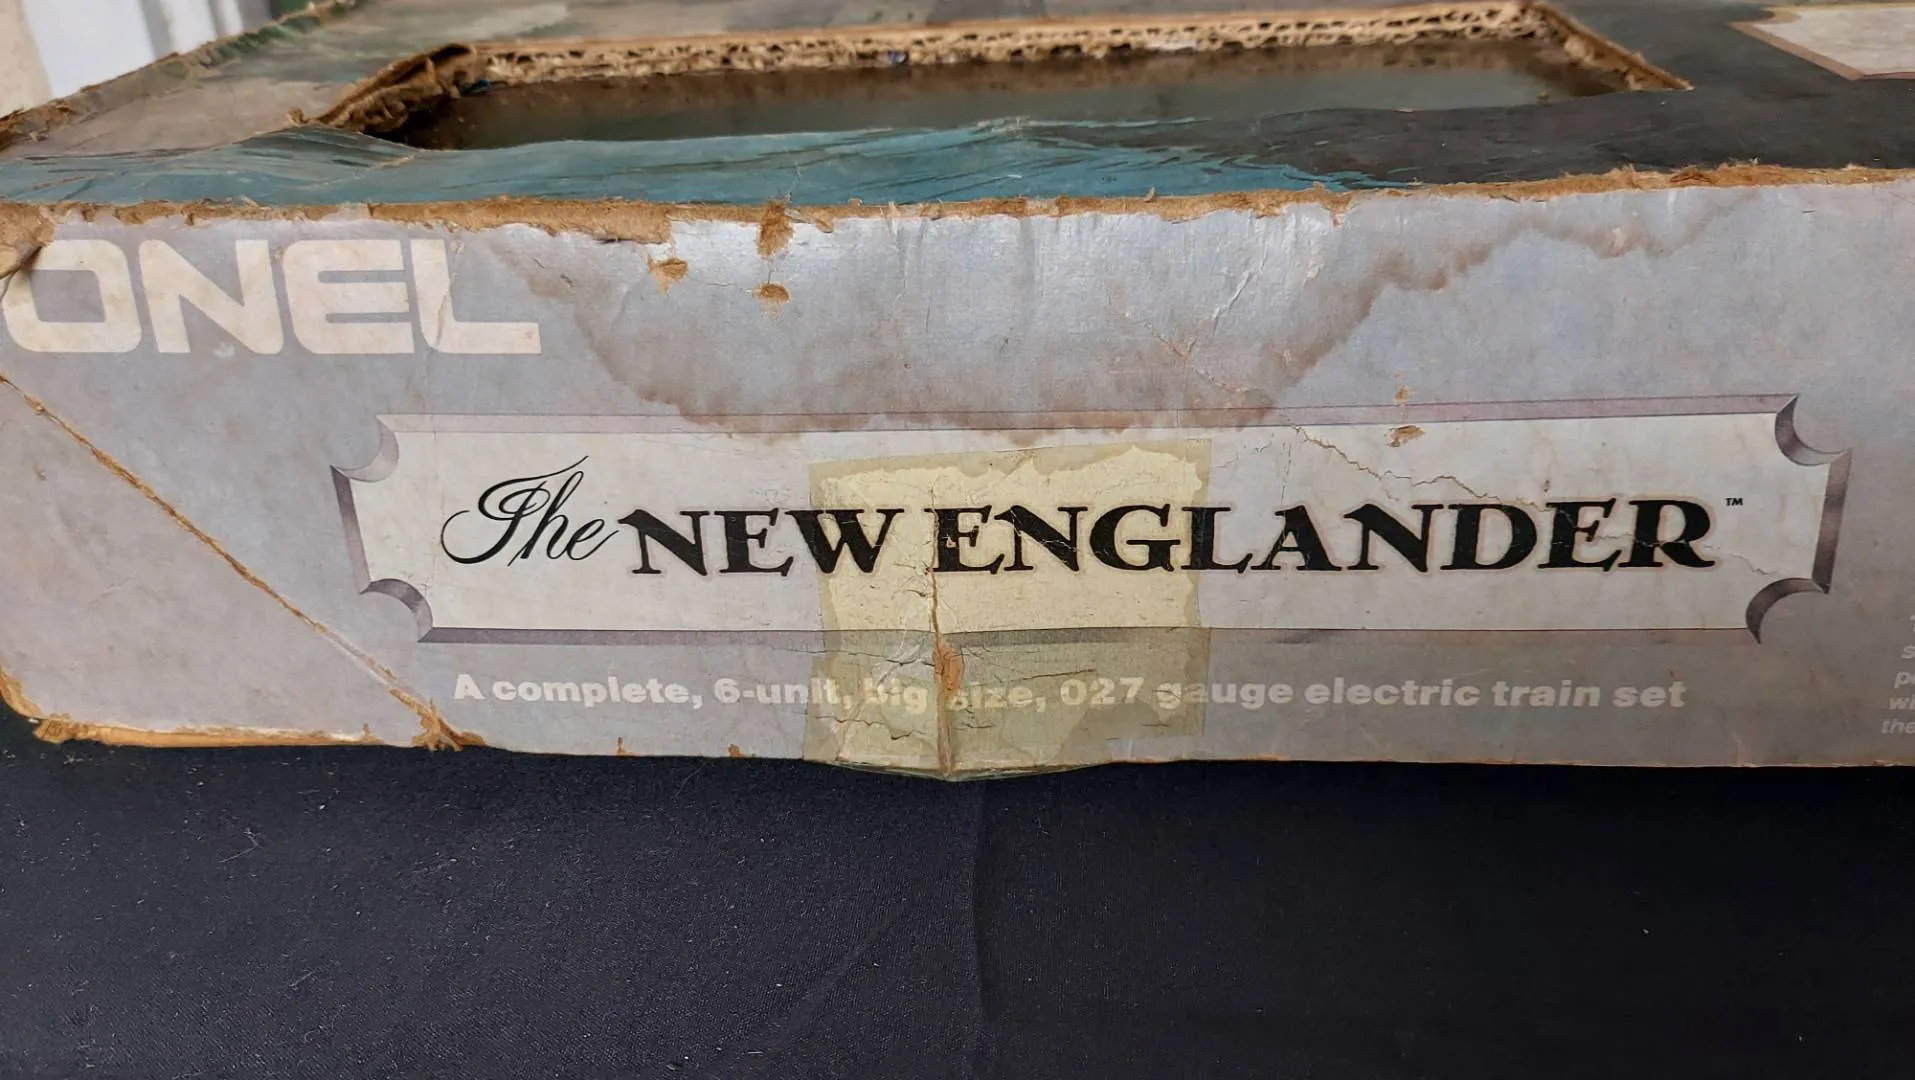 ONEL
The NEW ENGLANDER™
A complete, 6-unit, big size, 027 gauge electric train set